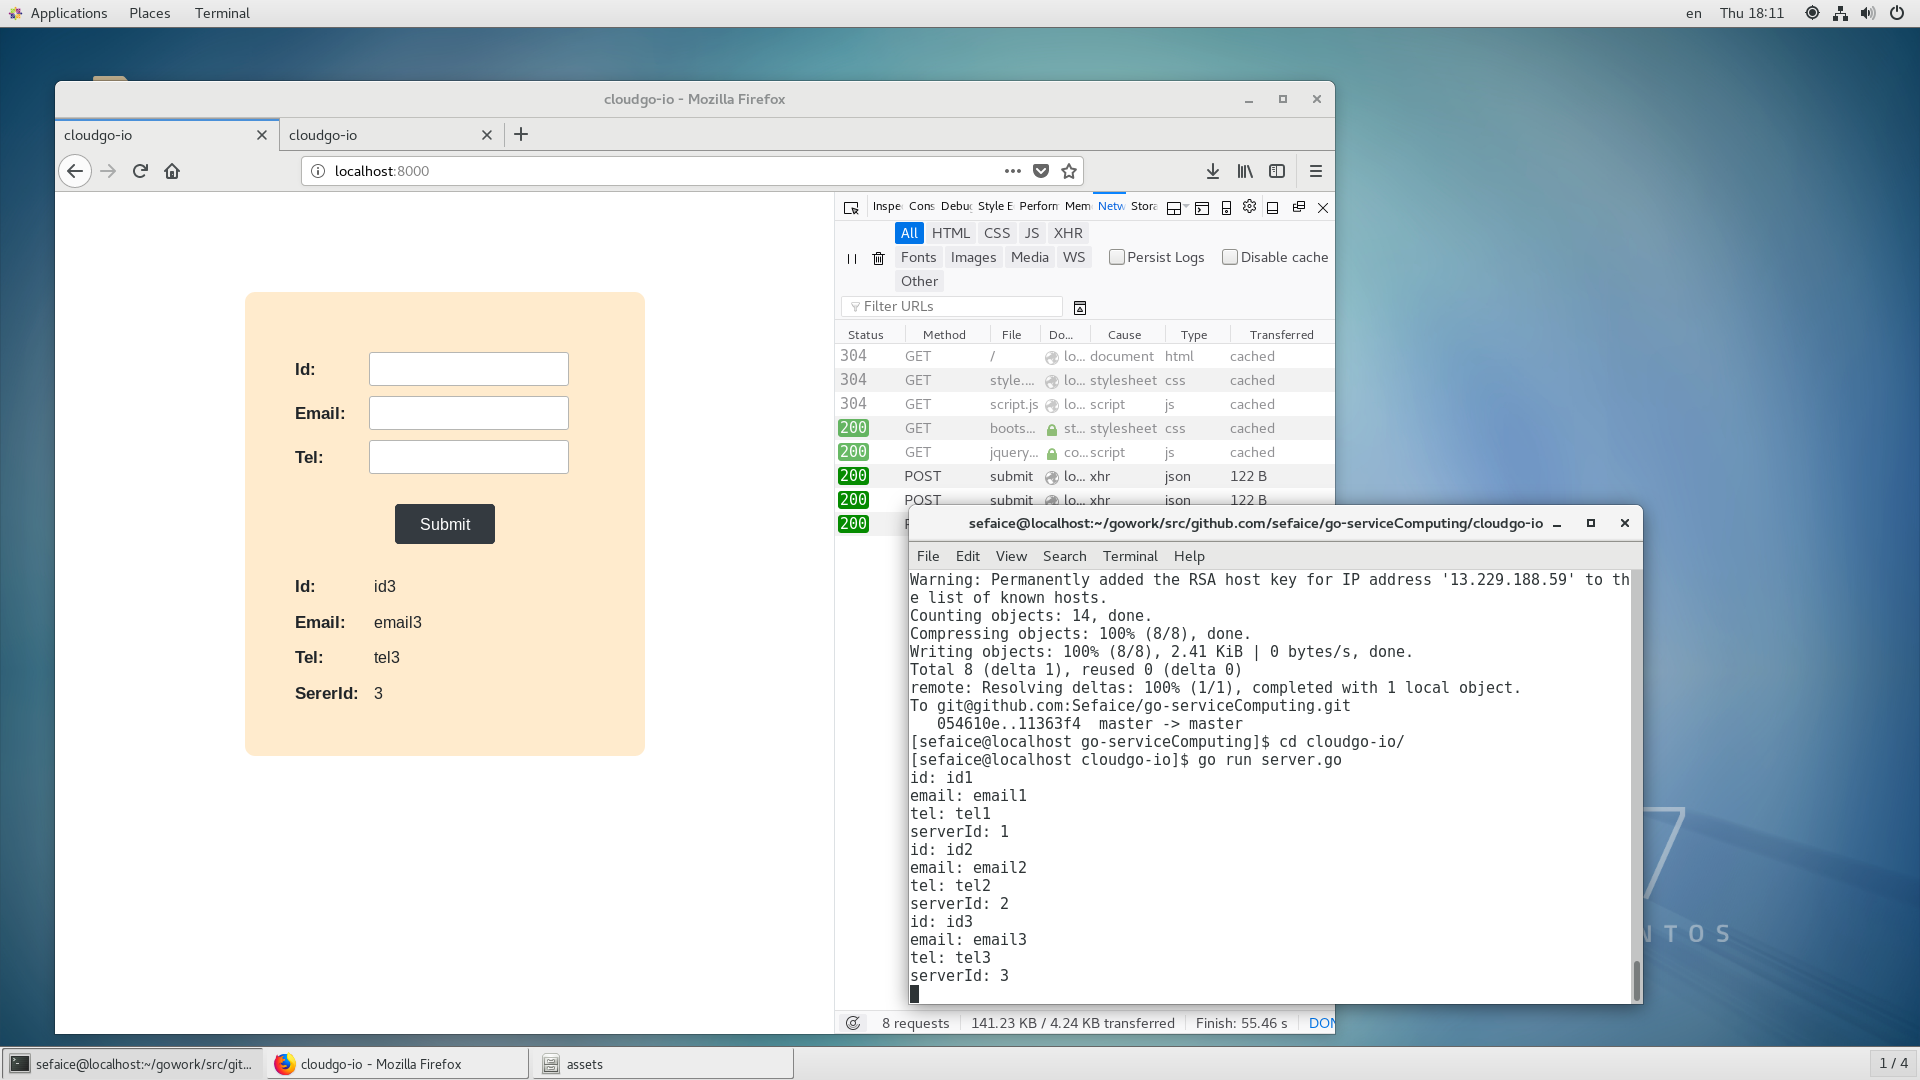 Applications Places Terminal en Thu 18:11
cloudgo-io - Mozilla Firefox
cloudgo-io cloudgo-io
localhost:8000
Inspe Cons Debug Style E Perform Mem Netw Stora
All HTML CSS JS XHR
Fonts Images Media WS Persist Logs Disable cache
Other
Filter URLs
Status Method File Do... Cause Type Transferred
304 GET / lo... document html cached
304 GET style.... lo... stylesheet css cached
304 GET script.js lo... script js cached
200 GET boots... st... stylesheet css cached
200 GET jquery... co... script js cached
200 POST submit lo... xhr json 122 B
200 POST submit lo... xhr json 122 B
200
Id:
Email:
Tel:
Submit
Id: id3
Email: email3
Tel: tel3
SererId: 3
sefaice@localhost:~/gowork/src/github.com/sefaice/go-serviceComputing/cloudgo-io
File Edit View Search Terminal Help
Warning: Permanently added the RSA host key for IP address '13.229.188.59' to th
e list of known hosts.
Counting objects: 14, done.
Compressing objects: 100% (8/8), done.
Writing objects: 100% (8/8), 2.41 KiB | 0 bytes/s, done.
Total 8 (delta 1), reused 0 (delta 0)
remote: Resolving deltas: 100% (1/1), completed with 1 local object.
To git@github.com:Sefaice/go-serviceComputing.git
054610e..11363f4 master -> master
[sefaice@localhost go-serviceComputing]$ cd cloudgo-io/
[sefaice@localhost cloudgo-io]$ go run server.go
id: id1
email: email1
tel: tel1
serverId: 1
id: id2
email: email2
tel: tel2
serverId: 2
id: id3
email: email3
tel: tel3
serverId: 3
7
NTOS
8 requests 141.23 KB / 4.24 KB transferred Finish: 55.46 s DON
sefaice@localhost:~/gowork/src/git... cloudgo-io - Mozilla Firefox assets 1 / 4